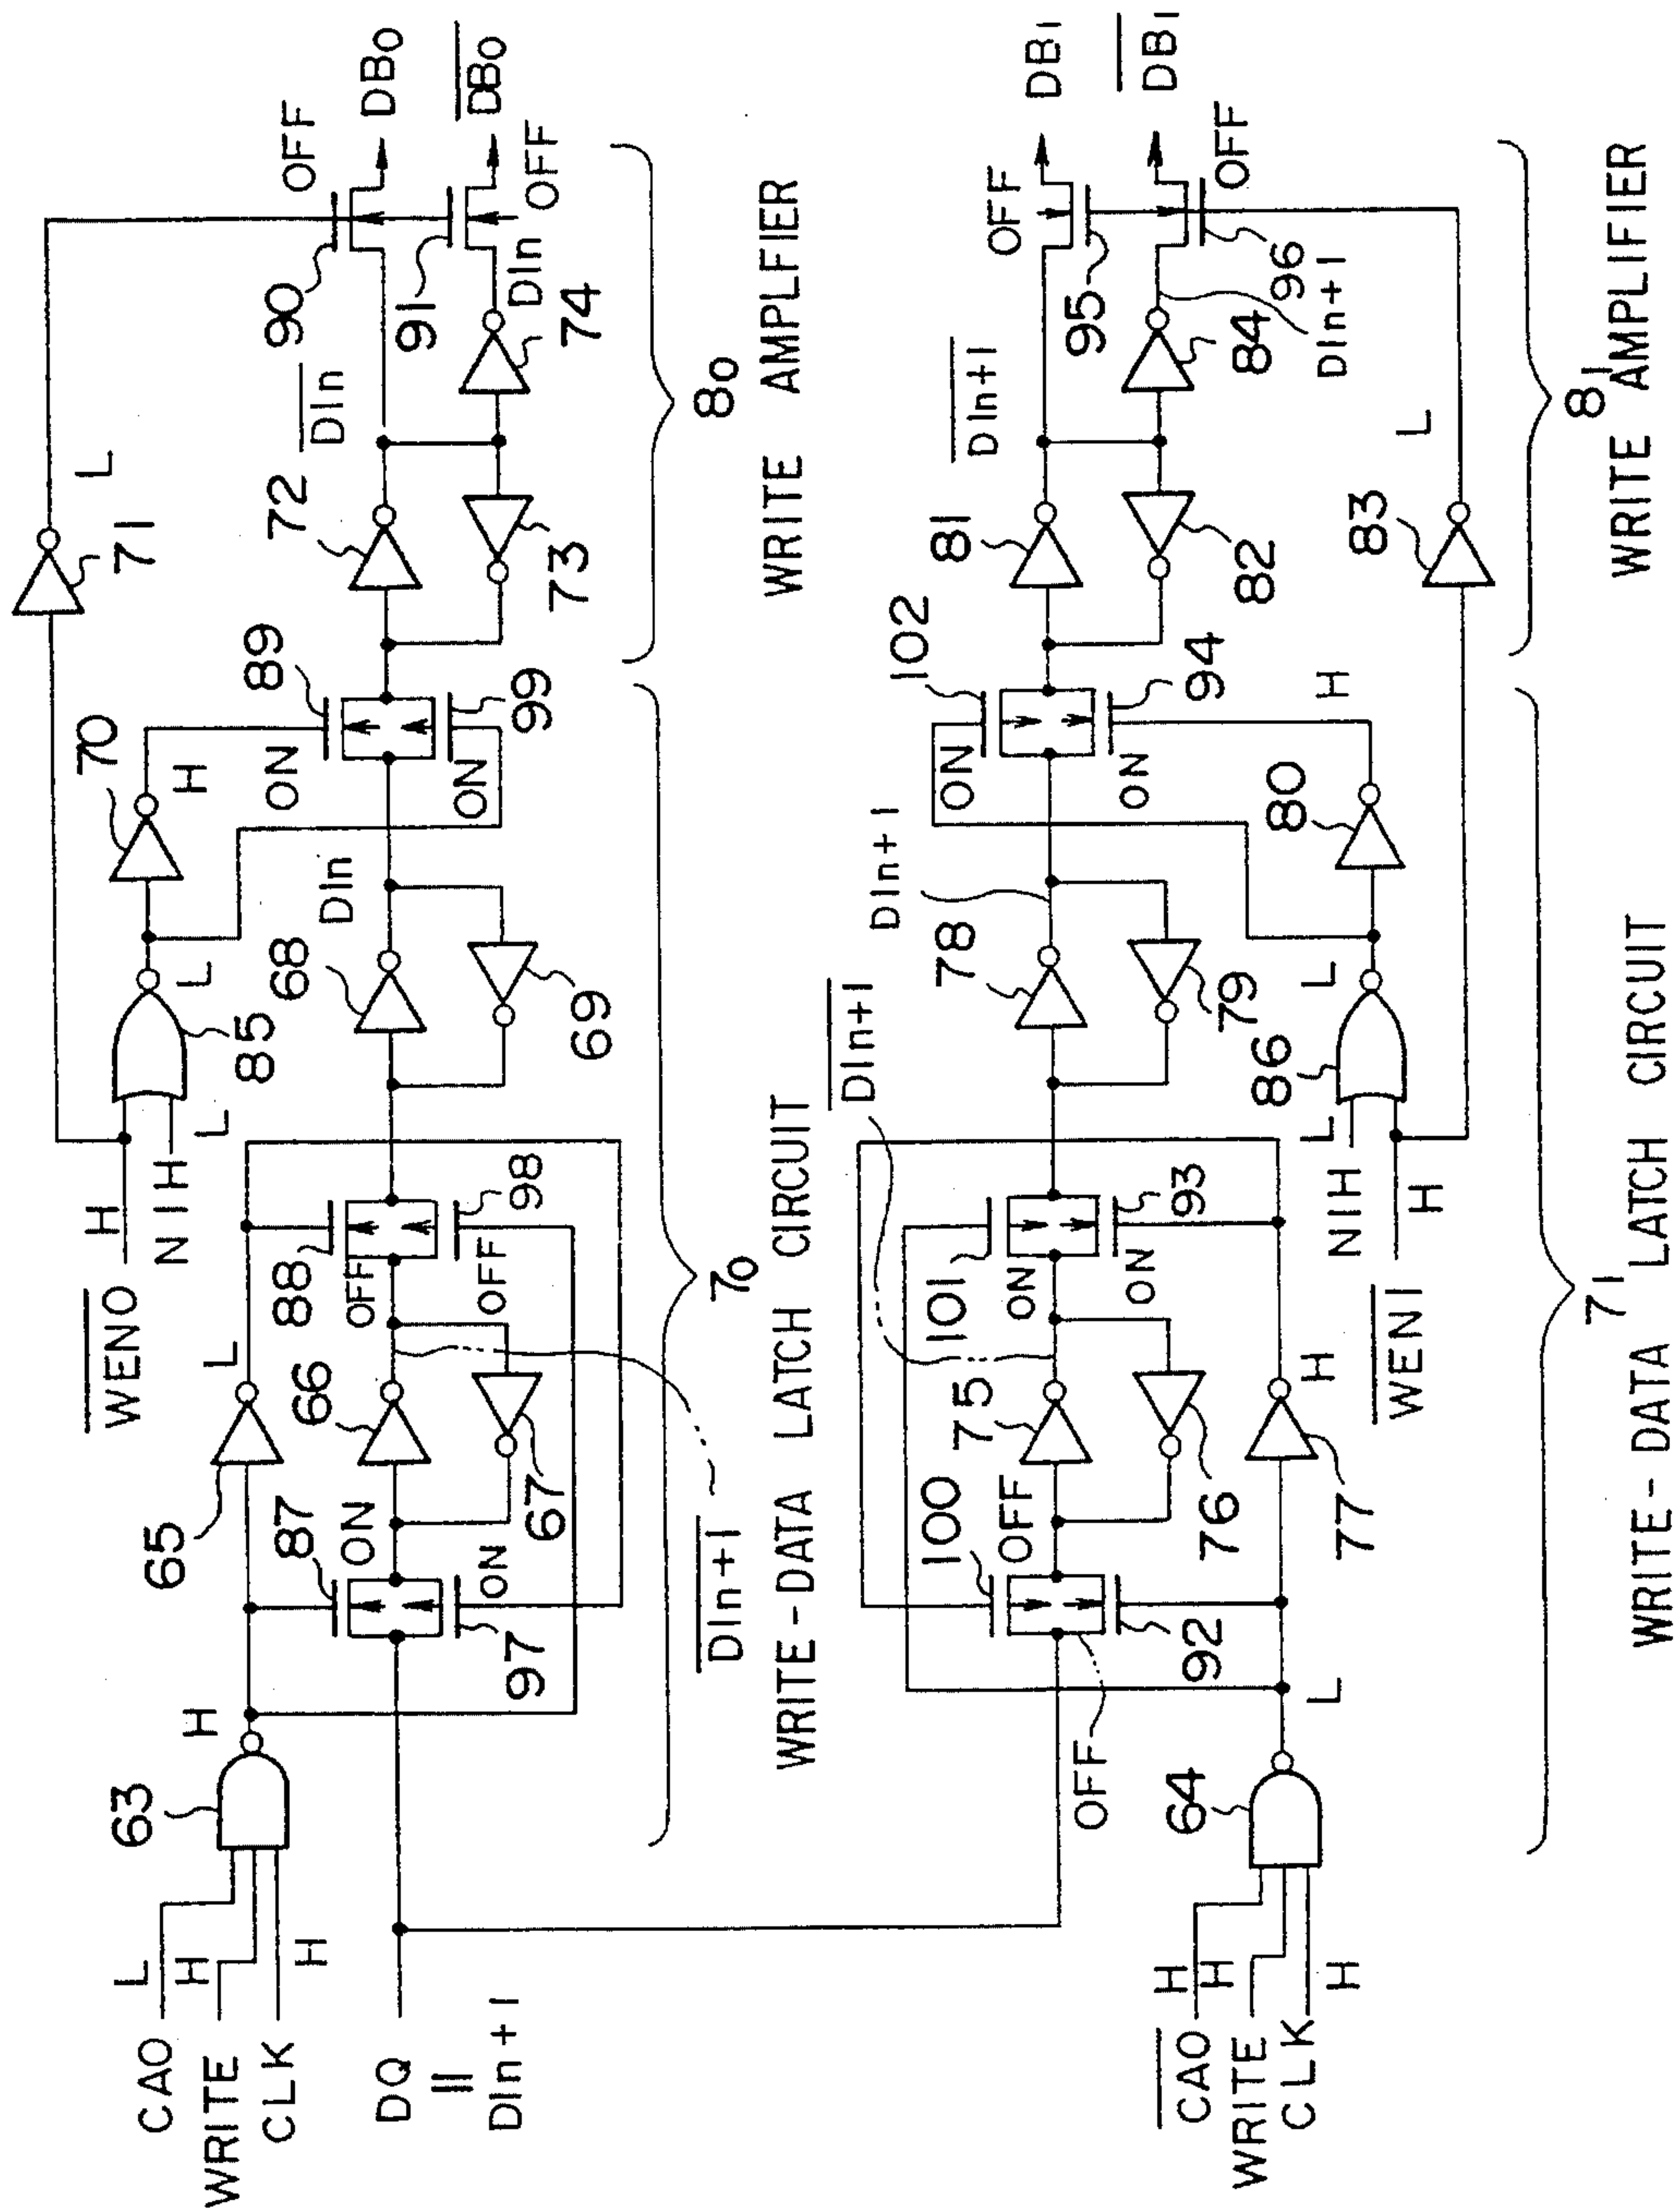 71
L
WEN0
H
NIH
L
85
L
70
H
90
OFF
DB0
65
L
88
OFF
98
OFF
68
DIn
69
89
ON
99
ON
72
DIn
73
91
DIn
74
OFF
DB0
CA0
L
WRITE
H
CLK
H
63
H
87
ON
97
ON
66
67
DIn+1
DQ
=
DIn+1
70
WRITE-DATA LATCH CIRCUIT
80
WRITE AMPLIFIER
DIn+1
100
OFF
92
OFF
75
76
101
ON
93
ON
DIn+1
78
79
102
ON
94
ON
81
DIn+1
82
95
OFF
DB1
84
DIn+1
96
OFF
DB1
CA0
H
WRITE
H
CLK
H
64
L
77
H
NIH
L
WEN1
H
86
L
80
H
83
L
71
WRITE-DATA LATCH CIRCUIT
81
WRITE AMPLIFIER